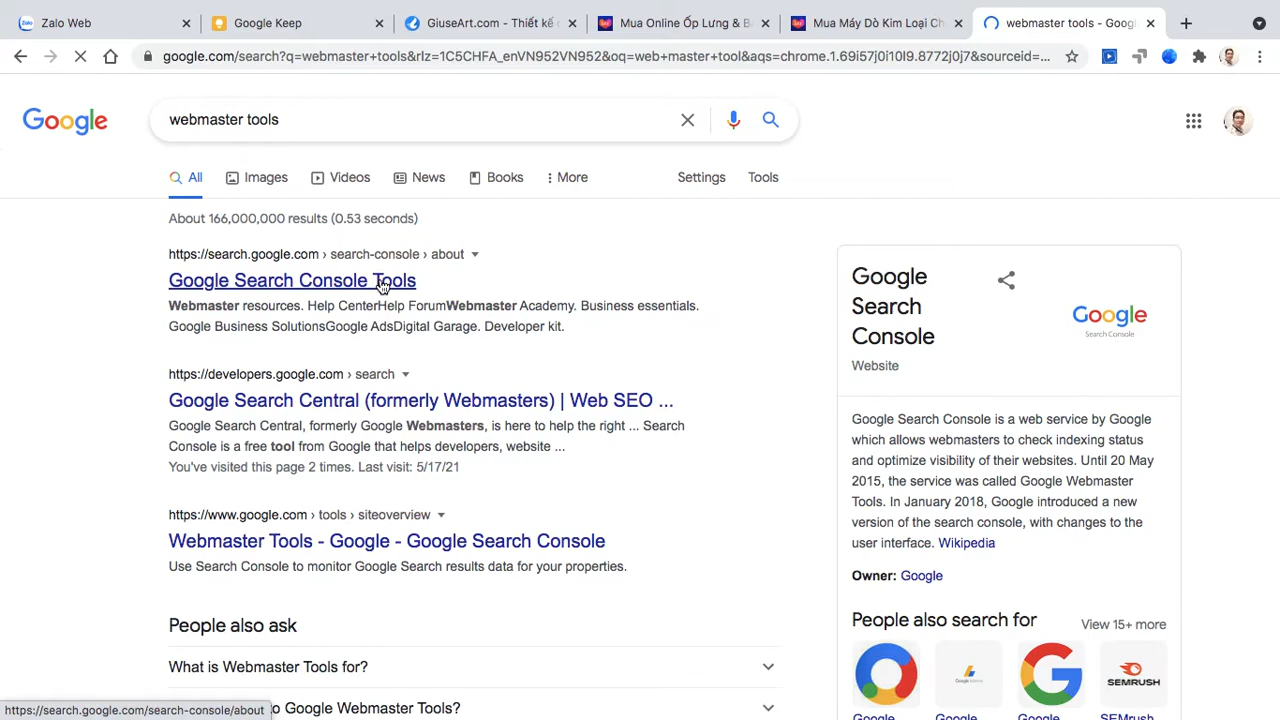 Zalo Web
Google Keep
GiuseArt.com - Thiết kế
Mua Online Ốp Lưng & B
Mua Máy Dò Kim Loại Ch
webmaster tools - Goog
google.com/search?q=webmaster+tools&rlz=1C5CHFA_enVN952VN952&oq=web+master+tool&aqs=chrome.1.69i57j0i10l9.8772j0j7&sourceid=...
Google
webmaster tools
All
Images
Videos
News
Books
More
Settings
Tools
About 166,000,000 results (0.53 seconds)
https://search.google.com › search-console › about
Google Search Console Tools
Webmaster resources. Help CenterHelp ForumWebmaster Academy. Business essentials.
Google Business SolutionsGoogle AdsDigital Garage. Developer kit.
https://developers.google.com › search
Google Search Central (formerly Webmasters) | Web SEO ...
Google Search Central, formerly Google Webmasters, is here to help the right ... Search
Console is a free tool from Google that helps developers, website ...
You've visited this page 2 times. Last visit: 5/17/21
https://www.google.com › tools › siteoverview
Webmaster Tools - Google - Google Search Console
Use Search Console to monitor Google Search results data for your properties.
People also ask
What is Webmaster Tools for?
o Google Webmaster Tools?
https://search.google.com/search-console/about
Google
Search
Console
Website
Google
Search Console
Google Search Console is a web service by Google
which allows webmasters to check indexing status
and optimize visibility of their websites. Until 20 May
2015, the service was called Google Webmaster
Tools. In January 2018, Google introduced a new
version of the search console, with changes to the
user interface. Wikipedia
Owner: Google
People also search for
View 15+ more
SEMRUSH
Google
Google
Google
SEMrush